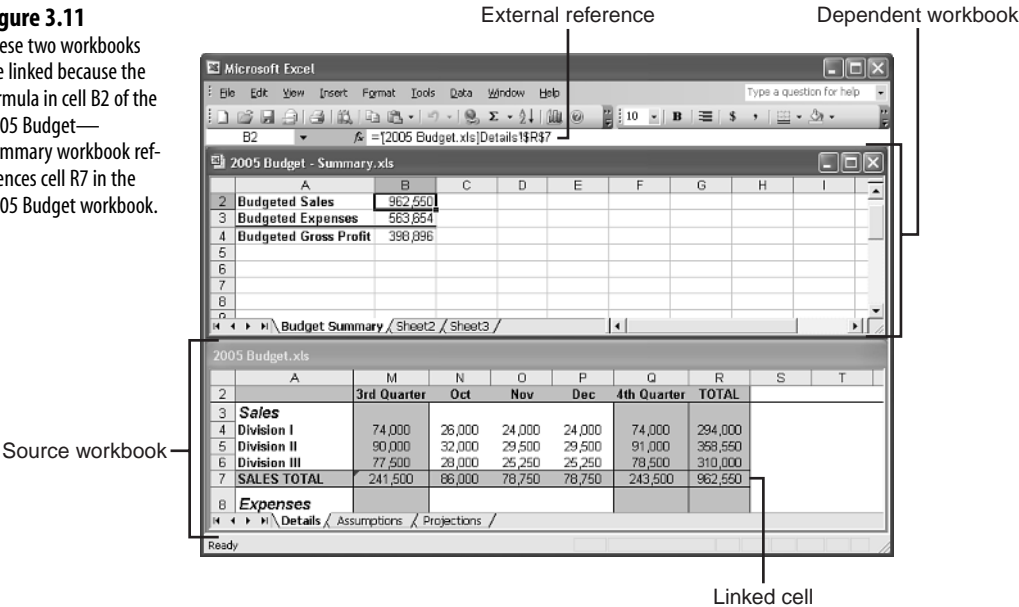 gure 3.11
ese two workbooks
e linked because the
rmula in cell B2 of the
05 Budget—
mmary workbook ref-
ences cell R7 in the
05 Budget workbook.
External reference
Dependent workbook
Microsoft Excel
File Edit View Insert Format Tools Data Window Help
Type a question for help
10 B $ ,
B2 fx ='[2005 Budget.xls]Details'!$R$7
2005 Budget - Summary.xls
A B C D E F G H I
2 Budgeted Sales 962,550
3 Budgeted Expenses 563,654
4 Budgeted Gross Profit 398,896
5
6
7
8
9
Budget Summary Sheet2 Sheet3
2005 Budget.xls
A M N O P Q R S T
2 3rd Quarter Oct Nov Dec 4th Quarter TOTAL
3 Sales
4 Division I 74,000 26,000 24,000 24,000 74,000 294,000
5 Division II 90,000 32,000 29,500 29,500 91,000 358,550
6 Division III 77,500 28,000 25,250 25,250 78,500 310,000
7 SALES TOTAL 241,500 86,000 78,750 78,750 243,500 962,550
8 Expenses
Details Assumptions Projections
Ready
Source workbook
Linked cell